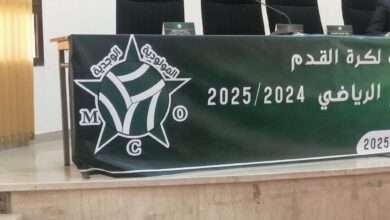 لكرة القدم
الرياضي 2025/2024
2025
المولودية
الوجدية
M
C
O